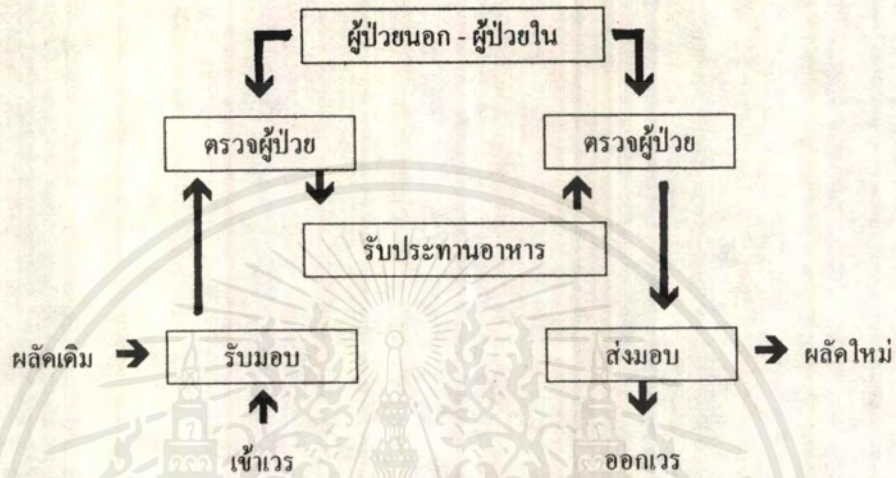 ผู้ป่วยนอก - ผู้ป่วยใน
ตรวจผู้ป่วย
ตรวจผู้ป่วย
รับประทานอาหาร
ผลัดเดิม
รับมอบ
ส่งมอบ
ผลัดใหม่
เข้าเวร
ออกเวร